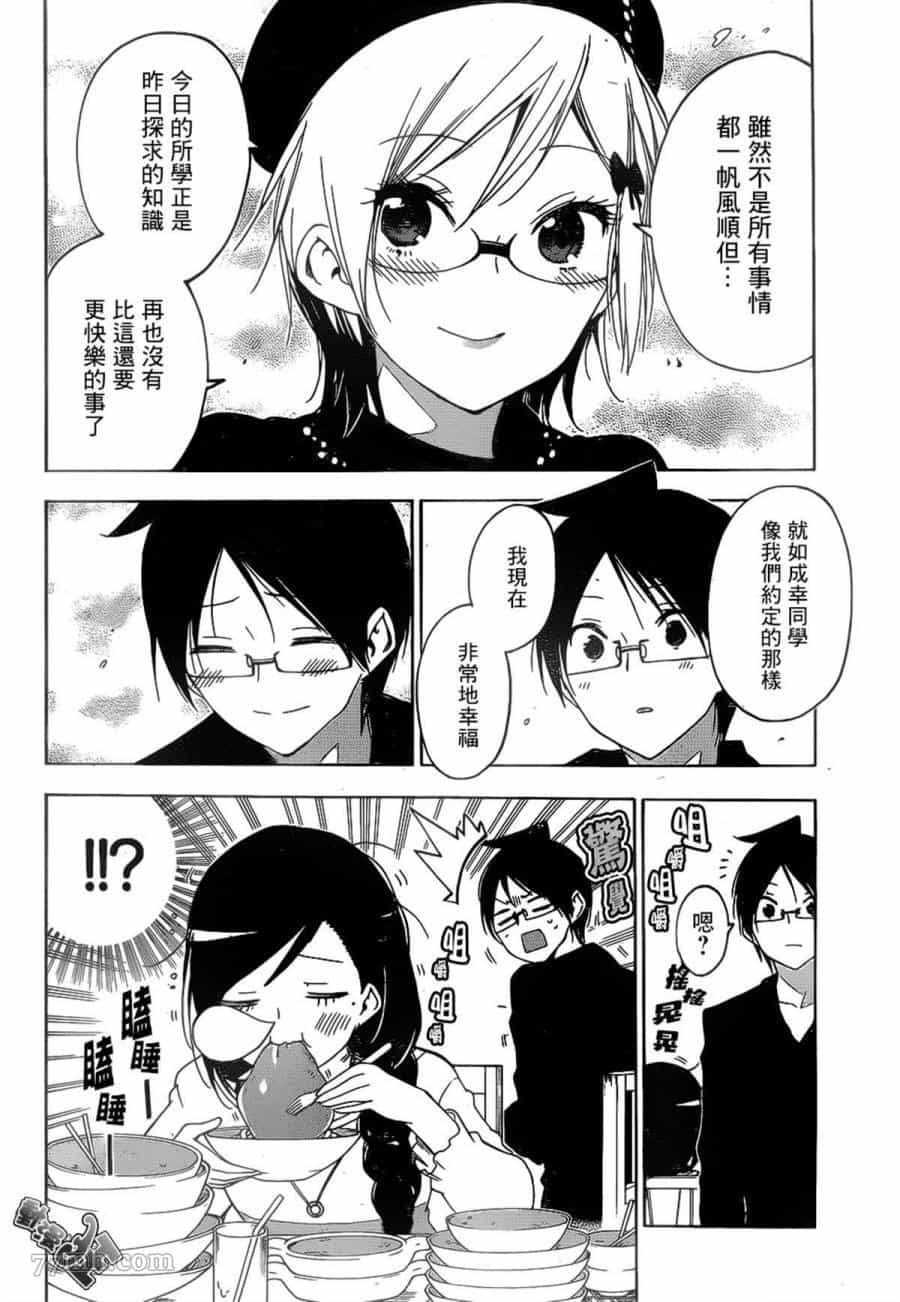 雖然不是所有事情
都一帆風順但…
今日的所學正是
昨日探求的知識
再也沒有
比這還要
更快樂的事了
就如成幸同學
像我們約定的那樣
我現在
非常地幸福
咀嚼
咀嚼
嗯?
搖搖
晃晃
驚覺
咀嚼
咀嚼
!!?
瞌睡
瞌睡